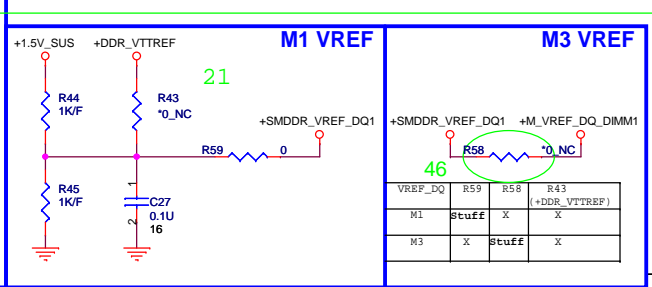 M1 VREF
+1.5V_SUS
+DDR_VTTREF
21
R44
1K/F
R43
*0_NC
+SMDDR_VREF_DQ1
R59
0
R45
1K/F
1
2
C27
0.1U
16
M3 VREF
+SMDDR_VREF_DQ1
+M_VREF_DQ_DIMM1
R58
*0_NC
46
VREF_DQ R59 R58 R43
(+DDR_VTTREF)
M1 Stuff X X
M3 X Stuff X